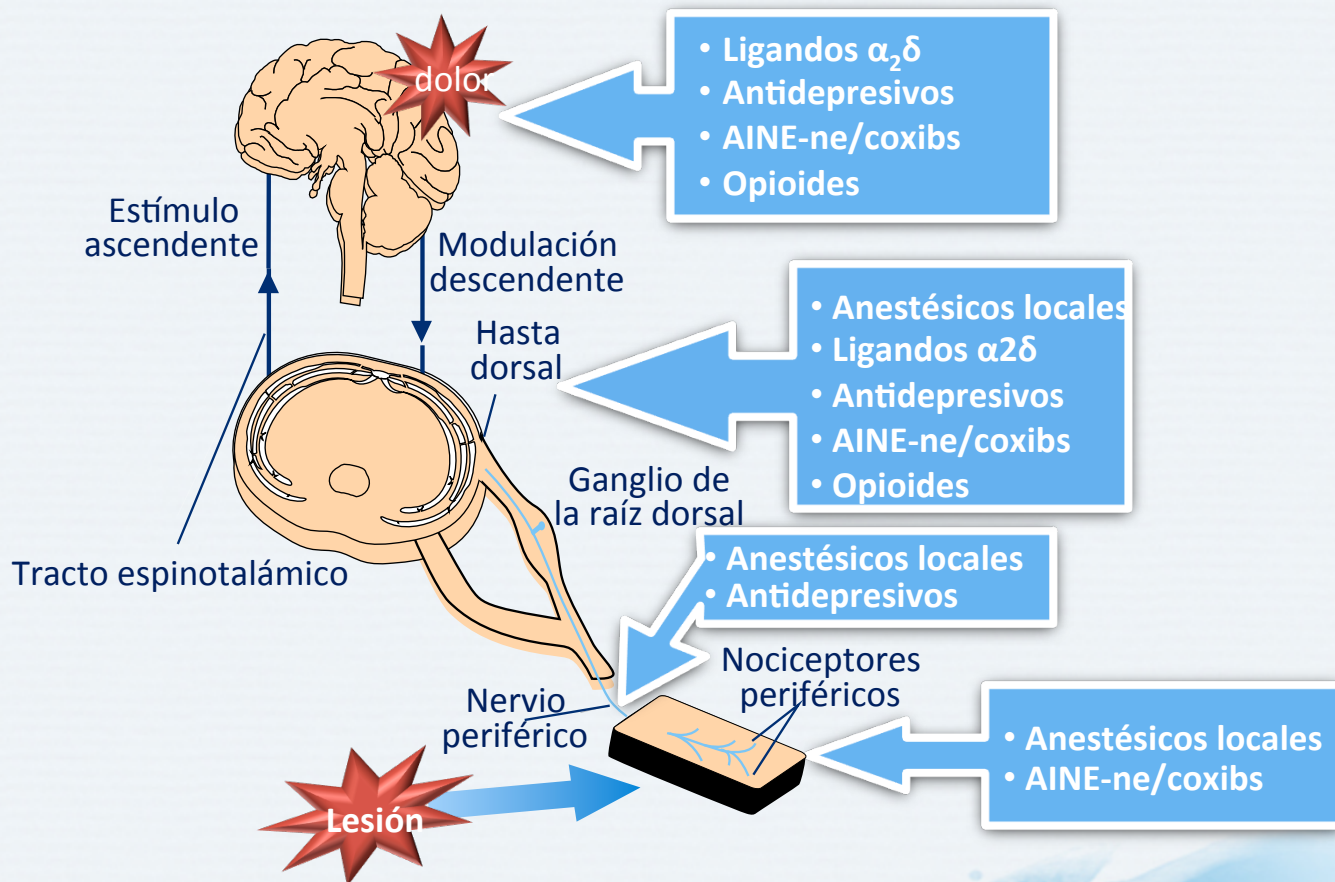 dolor
• Ligandos α₂δ
• Antidepresivos
• AINE-ne/coxibs
• Opioides
Estímulo
ascendente
Modulación
descendente
Hasta
dorsal
• Anestésicos locales
• Ligandos α2δ
• Antidepresivos
• AINE-ne/coxibs
• Opioides
Ganglio de
la raíz dorsal
Tracto espinotalámico
• Anestésicos locales
• Antidepresivos
Nociceptores
periféricos
Nervio
periférico
• Anestésicos locales
• AINE-ne/coxibs
Lesión